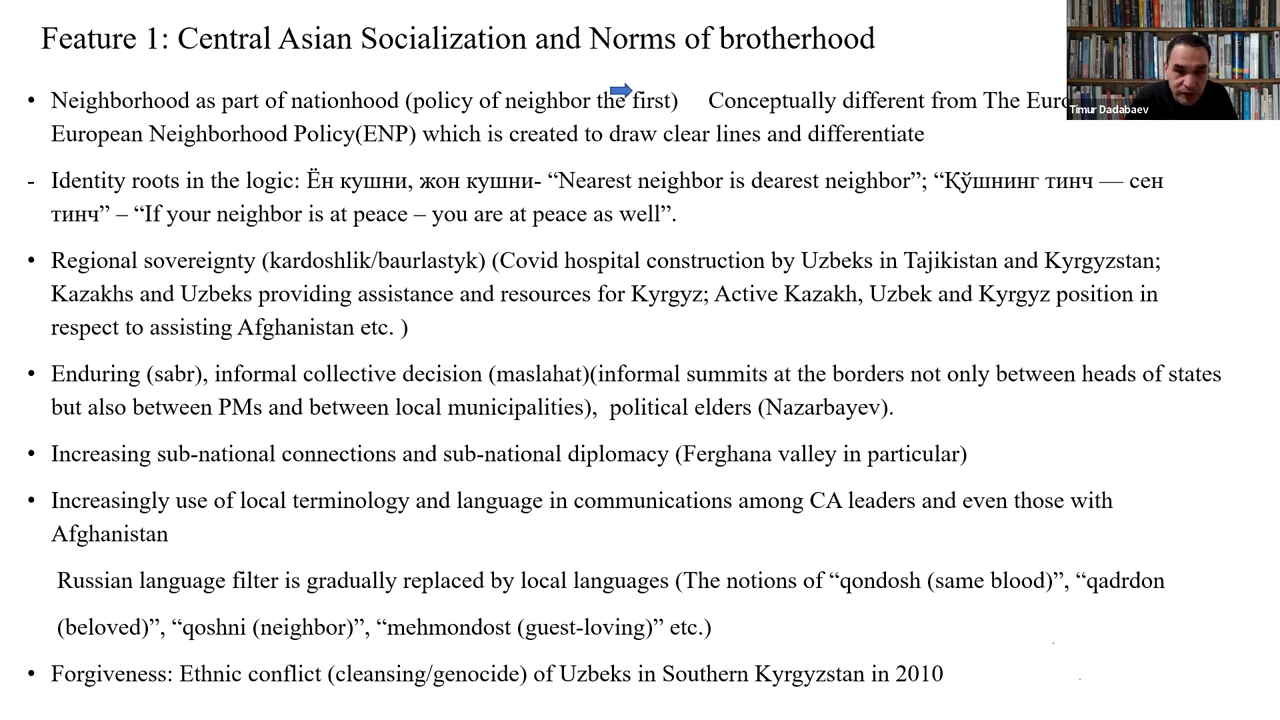 Feature 1: Central Asian Socialization and Norms of brotherhood
Timur Dadabaev
• Neighborhood as part of nationhood (policy of neighbor the first) Conceptually different from The
European Neighborhood Policy(ENP) which is created to draw clear lines and differentiate
- Identity roots in the logic: Ён кушни, жон кушни- “Nearest neighbor is dearest neighbor”; “Қўшнинг тинч — сен
тинч” – “If your neighbor is at peace – you are at peace as well”.
• Regional sovereignty (kardoshlik/baurlastyk) (Covid hospital construction by Uzbeks in Tajikistan and Kyrgyzstan;
Kazakhs and Uzbeks providing assistance and resources for Kyrgyz; Active Kazakh, Uzbek and Kyrgyz position in
respect to assisting Afghanistan etc. )
• Enduring (sabr), informal collective decision (maslahat)(informal summits at the borders not only between heads of states
but also between PMs and between local municipalities), political elders (Nazarbayev).
• Increasing sub-national connections and sub-national diplomacy (Ferghana valley in particular)
• Increasingly use of local terminology and language in communications among CA leaders and even those with
Afghanistan
Russian language filter is gradually replaced by local languages (The notions of “qondosh (same blood)”, “qadrdon
(beloved)”, “qoshni (neighbor)”, “mehmondost (guest-loving)” etc.)
• Forgiveness: Ethnic conflict (cleansing/genocide) of Uzbeks in Southern Kyrgyzstan in 2010